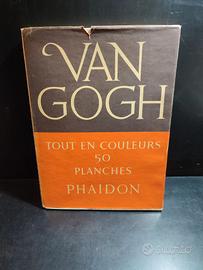 VAN
GOGH
TOUT EN COULEURS
50
PLANCHES
PHAIDON